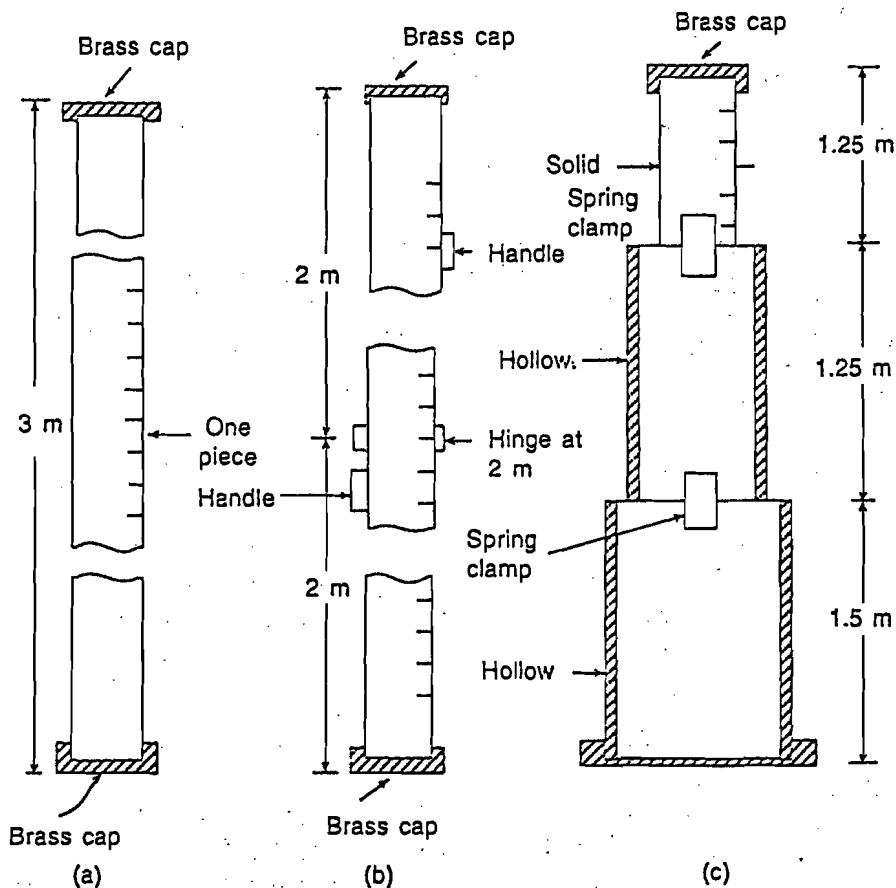 Brass cap
3 m
One
piece
Brass cap
(a)
Brass cap
2 m
Handle
Hinge at
2 m
Handle
2 m
Brass cap
(b)
Brass cap
Solid
Spring
clamp
1.25 m
Hollow
1.25 m
Spring
clamp
Hollow
1.5 m
(c)